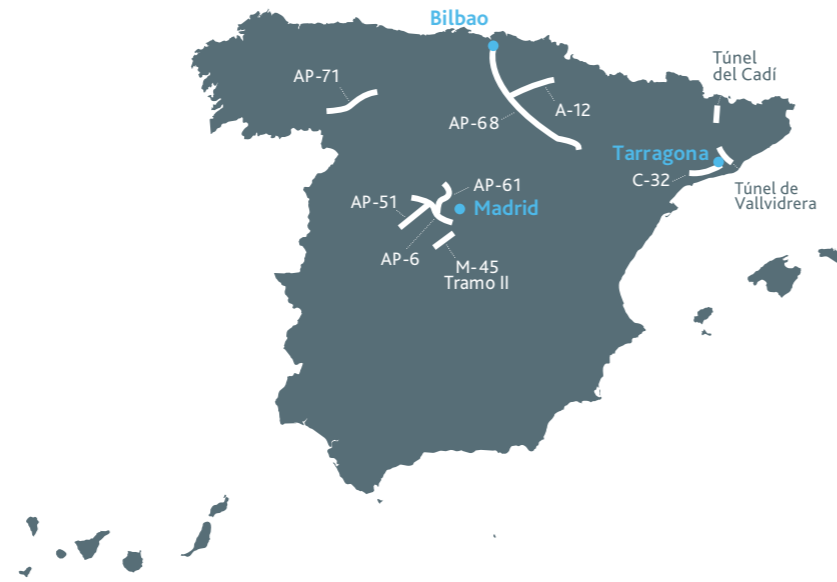 Bilbao
Túnel
del Cadí
AP-71
A-12
AP-68
Tarragona
C-32
Túnel de
Vallvidrera
AP-61
AP-51
Madrid
AP-6
M-45
Tramo II